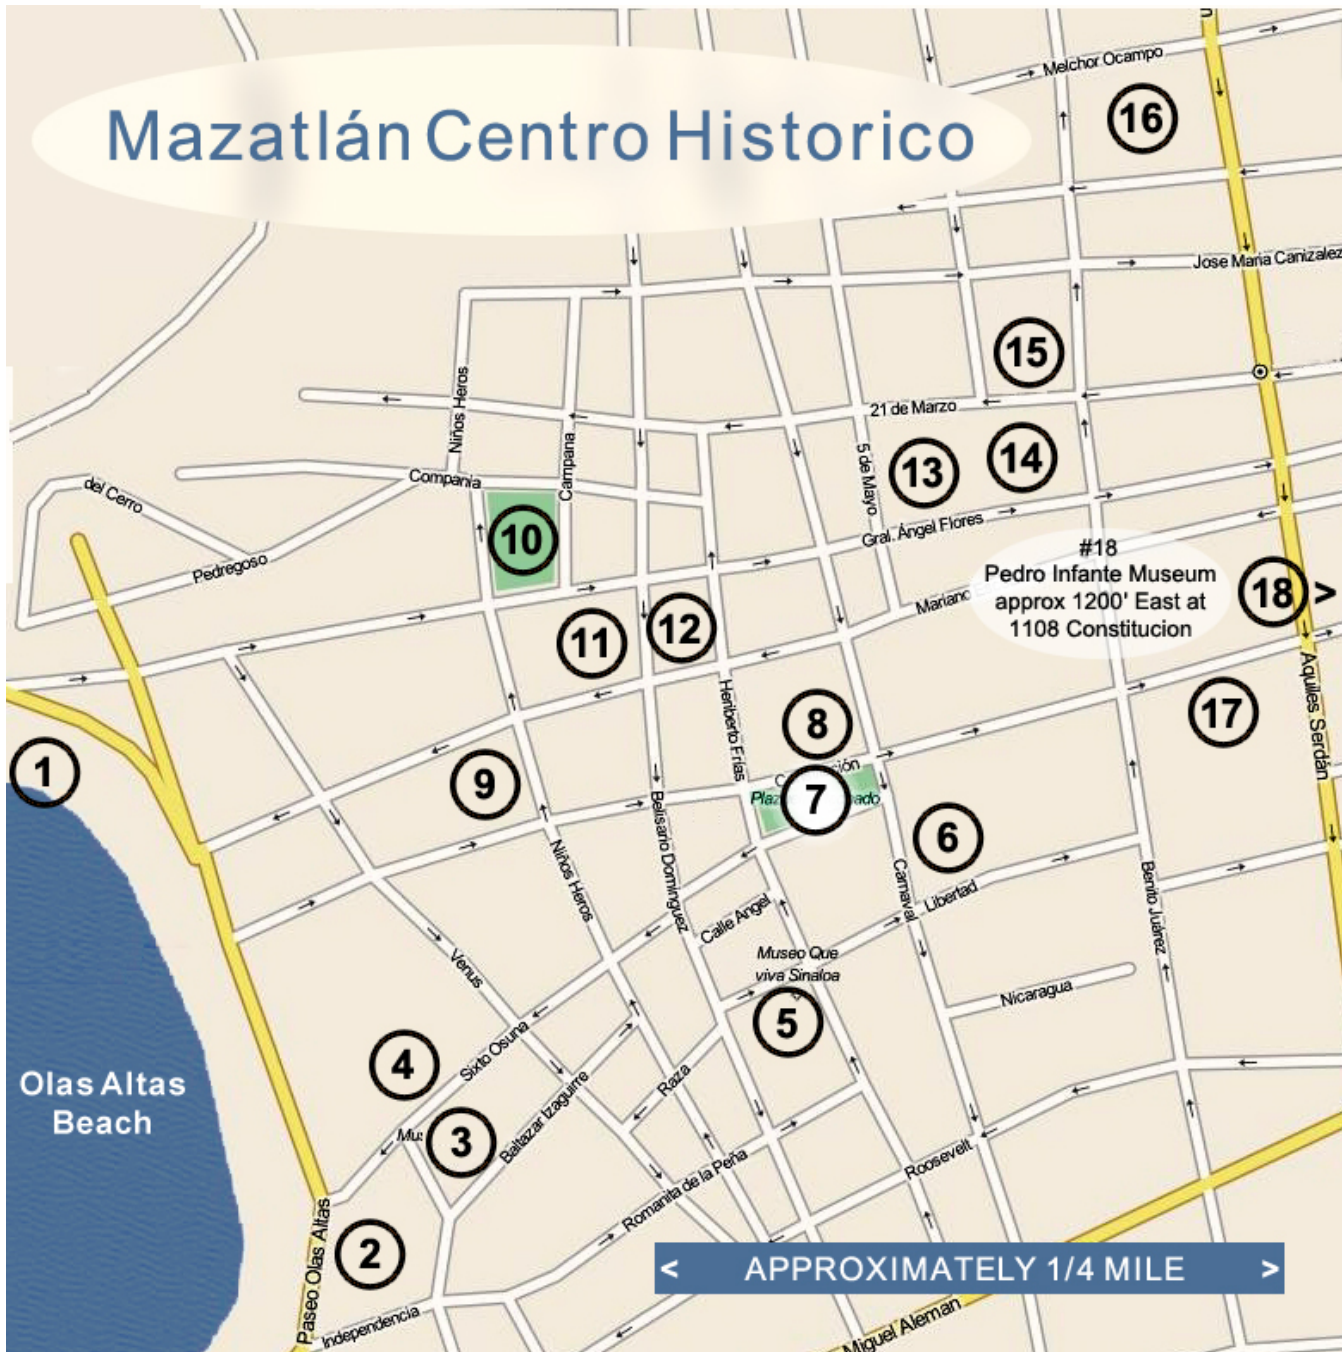 Melchor Ocampo
16
Mazatlán Centro Historico
Jose Maria Canizalez
15
21 de Marzo
Niños Heros
Campana
5 de Mayo
13
14
Compania
del Cerro
10
Gral. Ángel Flores
Pedregoso
#18
Pedro Infante Museum
approx 1200' East at
1108 Constitucion
18 >
Mariano
11
12
Aquiles Serdán
Heriberto Frías
17
8
1
9
7
6
Belisario Dominguez
Niños Heros
Carnaval
Benito Juárez
Libertad
Calle Angel
Venus
Museo Que
viva Sinaloa
5
Nicaragua
Sixto Osuna
4
Raza
Olas Altas
Beach
3
Baltazar Izaguirre
Roosevelt
Romanita de la Peña
Paseo Olas Altas
2
< APPROXIMATELY 1/4 MILE >
Independencia
Miguel Aleman